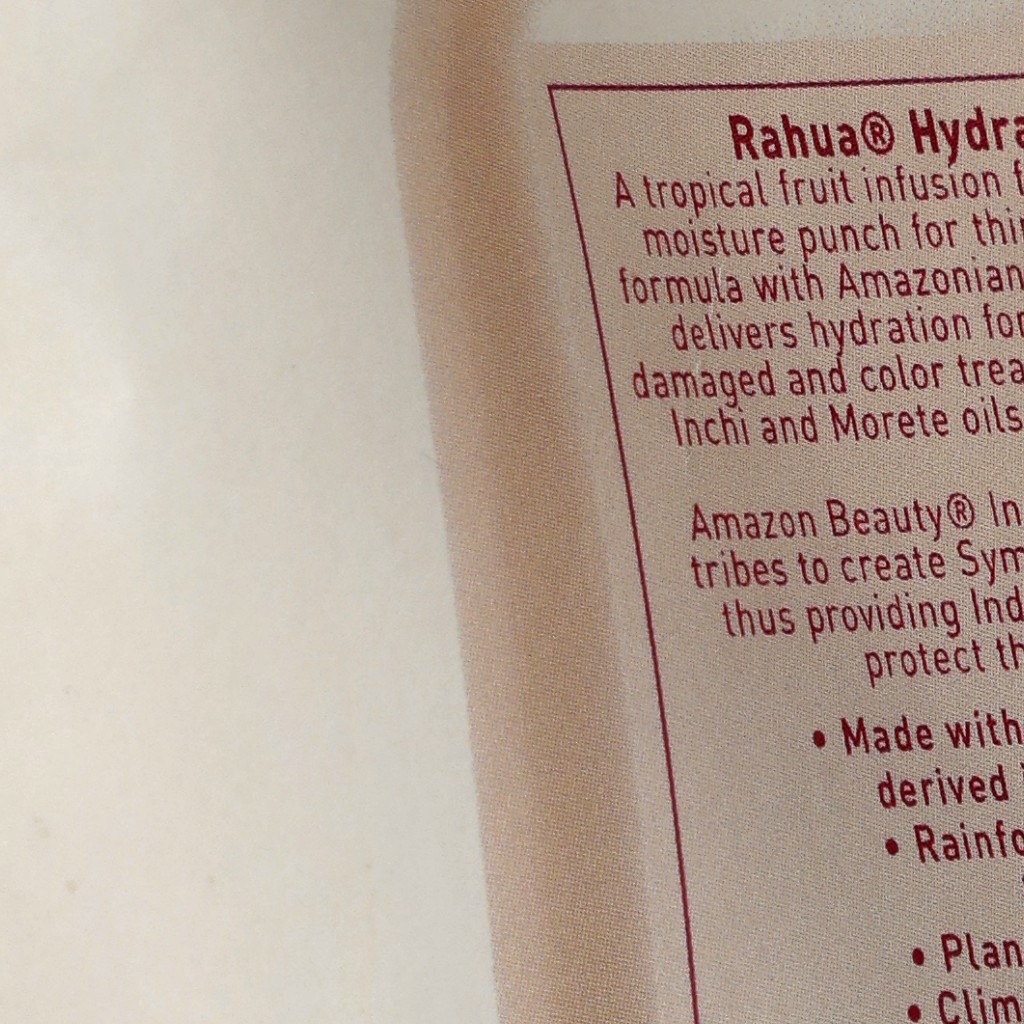 Rahua® Hydra
A tropical fruit infusion f
moisture punch for thi
formula with Amazonian
delivers hydration for
damaged and color trea
Inchi and Morete oils
Amazon Beauty® In
tribes to create Sym
thus providing Ind
protect th
• Made with
derived
• Rainfo
• Plan
• Clim